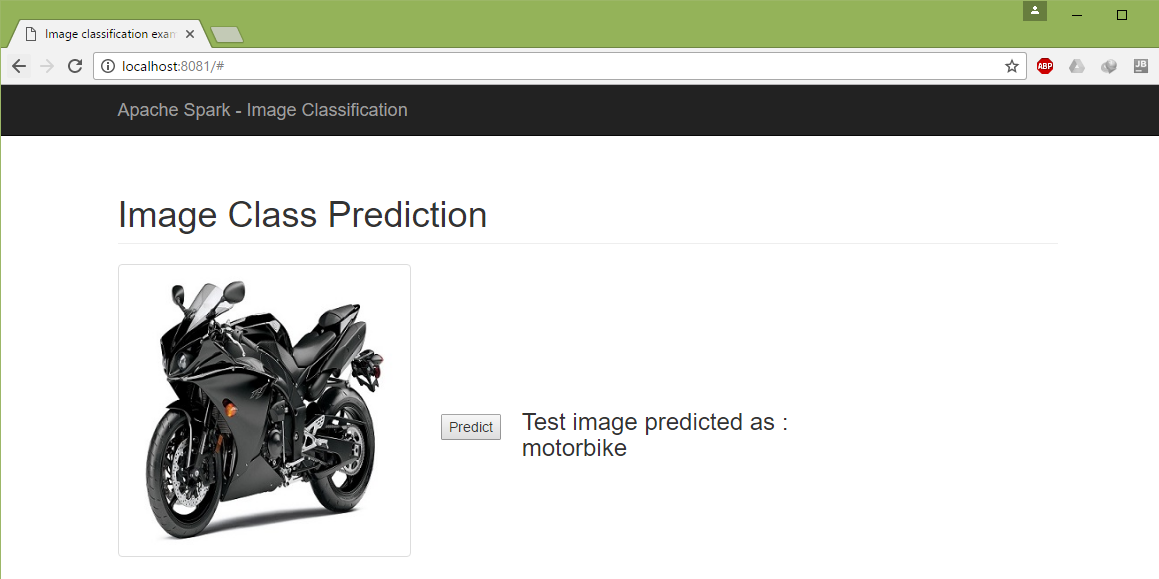 Image classification exam
localhost:8081/#
ABP
JB
Apache Spark - Image Classification
Image Class Prediction
Predict
Test image predicted as :
motorbike